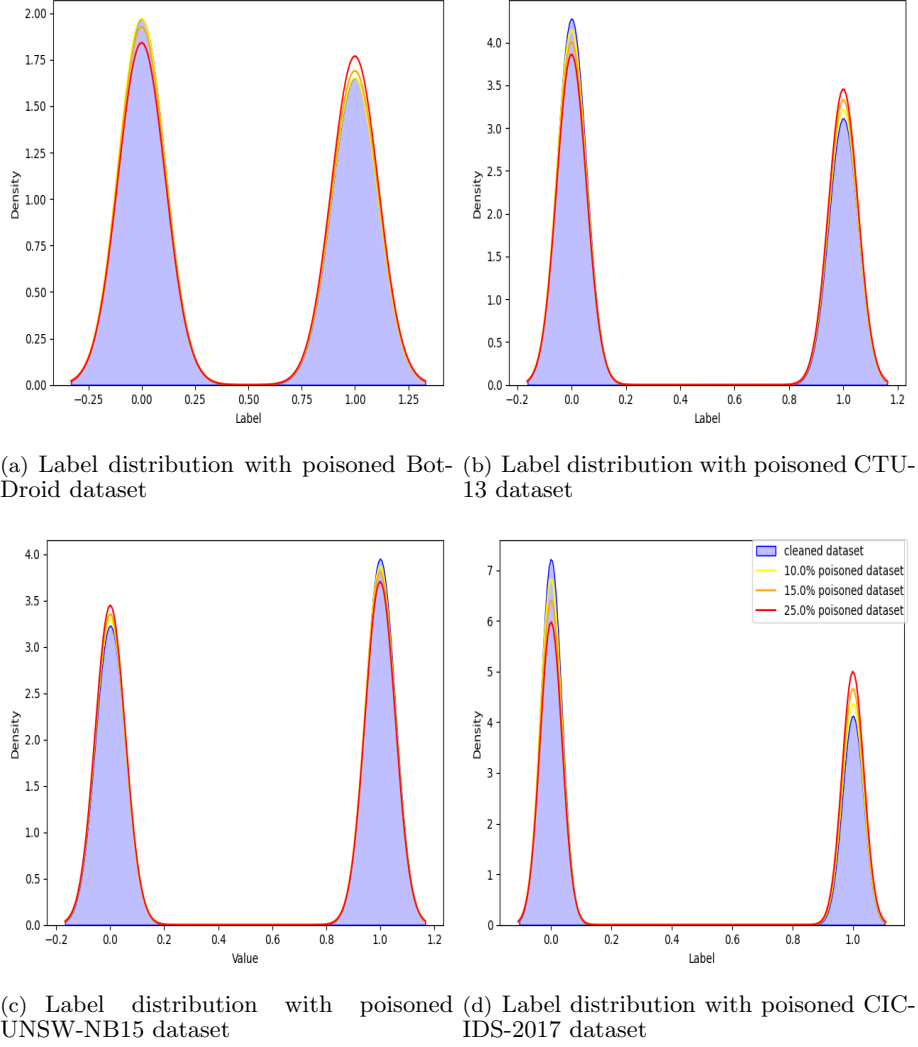 2.00
1.75
1.50
1.25
1.00
0.75
0.50
0.25
0.00
Density
−0.25 0.00 0.25 0.50 0.75 1.00 1.25
Label
4.0
3.5
3.0
2.5
2.0
1.5
1.0
0.5
0.0
Density
−0.2 0.0 0.2 0.4 0.6 0.8 1.0 1.2
Label
(a) Label distribution with poisoned Bot-
Droid dataset
(b) Label distribution with poisoned CTU-
13 dataset
4.0
3.5
3.0
2.5
2.0
1.5
1.0
0.5
0.0
Density
−0.2 0.0 0.2 0.4 0.6 0.8 1.0 1.2
Value
7
6
5
4
3
2
1
0
Density
0.0 0.2 0.4 0.6 0.8 1.0
Label
cleaned dataset
10.0% poisoned dataset
15.0% poisoned dataset
25.0% poisoned dataset
(c) Label distribution with poisoned
UNSW-NB15 dataset
(d) Label distribution with poisoned CIC-
IDS-2017 dataset